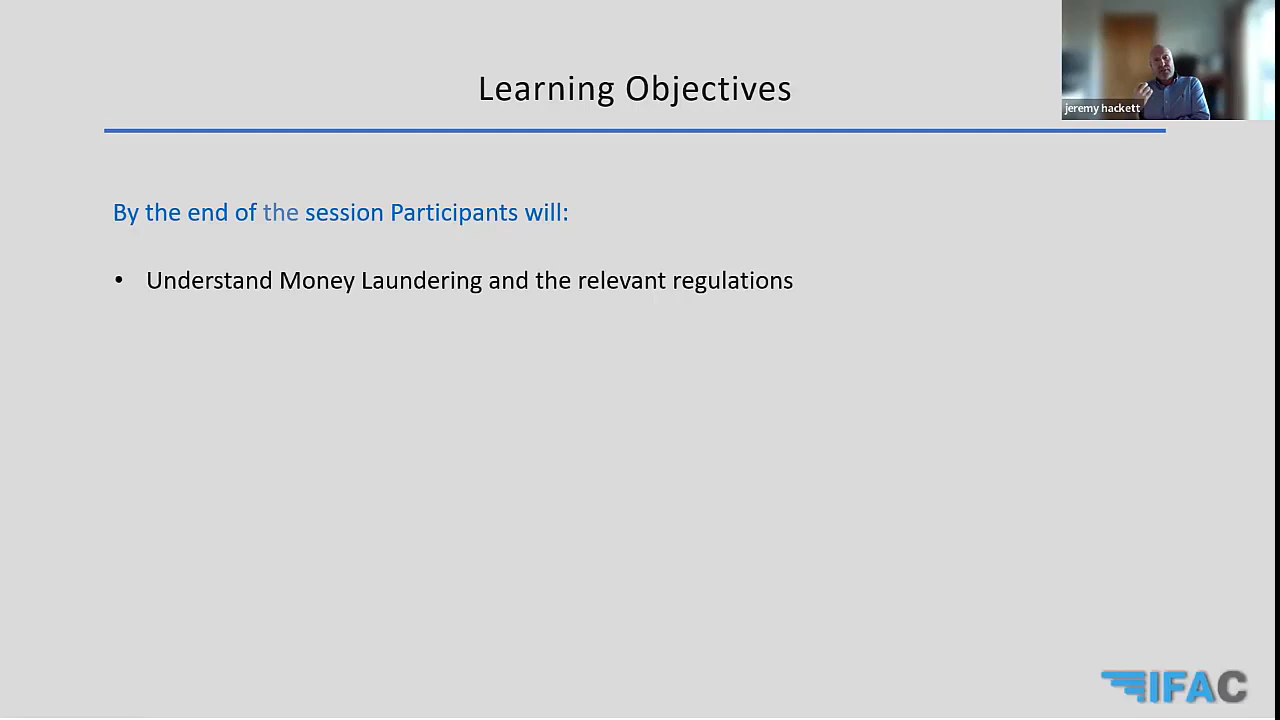 Learning Objectives
jeremy hackett
By the end of the session Participants will:
• Understand Money Laundering and the relevant regulations
IFAC